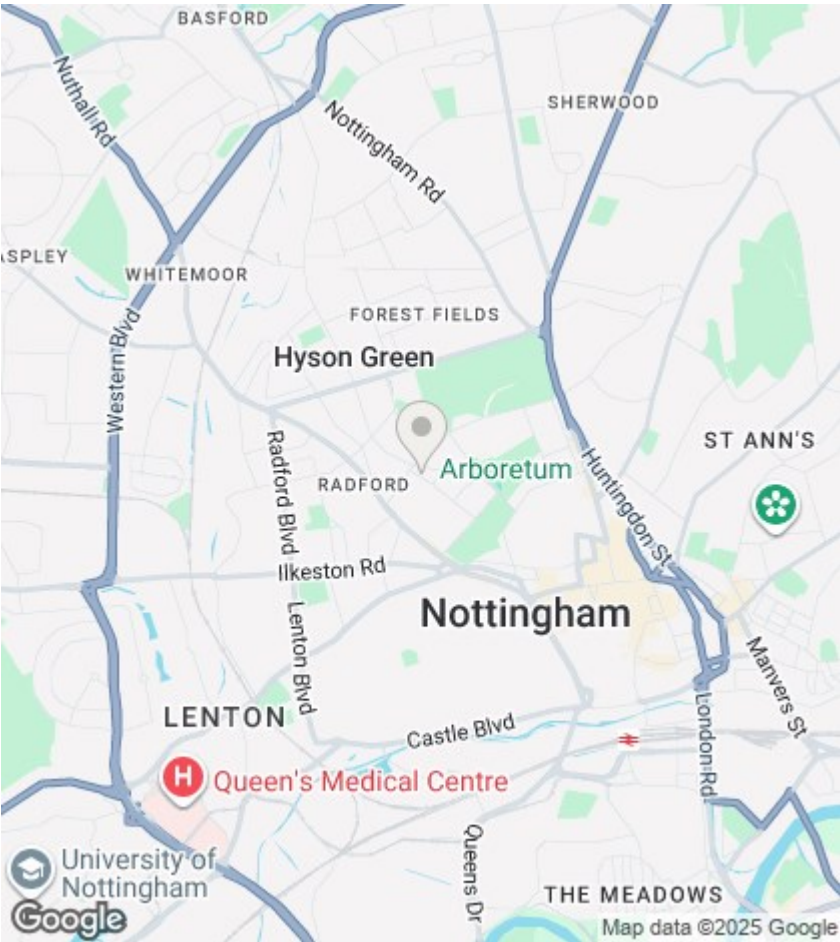 BASFORD
Nuthall Rd
Nottingham Rd
SHERWOOD
ASPLEY
WHITEMOOR
FOREST FIELDS
Western Blvd
Hyson Green
Radford Blvd
RADFORD
Arboretum
Huntingdon St
ST ANN'S
Ilkeston Rd
Lenton Blvd
Nottingham
Manvers St
LENTON
Castle Blvd
London Rd
H
Queen's Medical Centre
Queens Dr
University of
Nottingham
THE MEADOWS
Google
Map data ©2025 Google